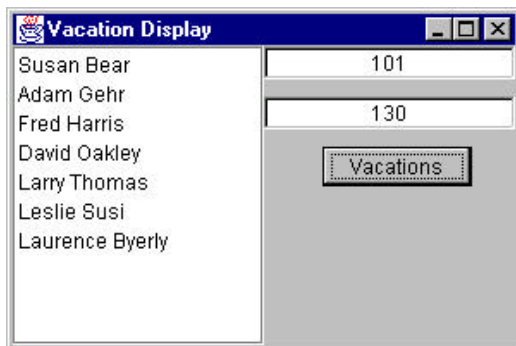 Vacation Display
Susan Bear
Adam Gehr
Fred Harris
David Oakley
Larry Thomas
Leslie Susi
Laurence Byerly
101
130
Vacations